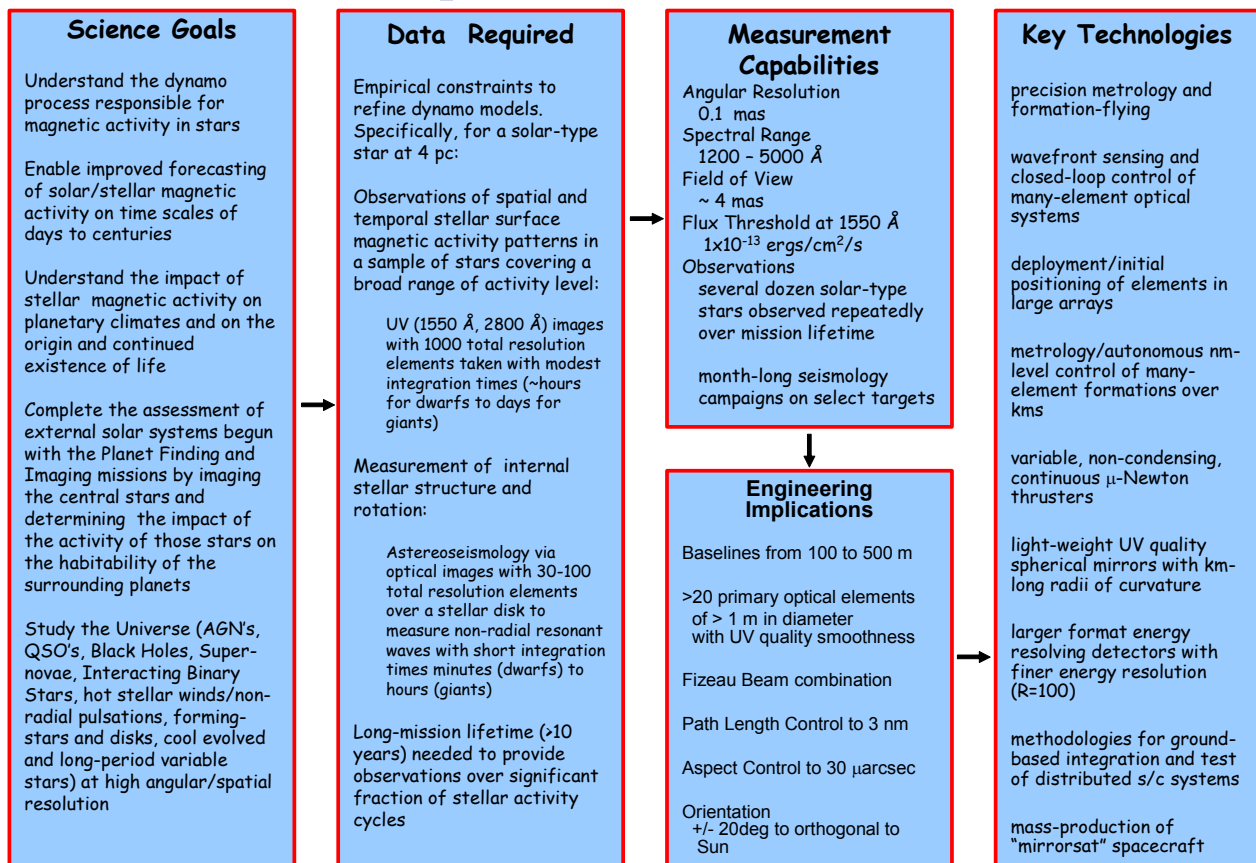 Science Goals
Understand the dynamo
process responsible for
magnetic activity in stars
Enable improved forecasting
of solar/stellar magnetic
activity on time scales of
days to centuries
Understand the impact of
stellar magnetic activity on
planetary climates and on the
origin and continued
existence of life
Complete the assessment of
external solar systems begun
with the Planet Finding and
Imaging missions by imaging
the central stars and
determining the impact of
the activity of those stars on
the habitability of the
surrounding planets
Study the Universe (AGN's,
QSO's, Black Holes, Super-
novae, Interacting Binary
Stars, hot stellar winds/non-
radial pulsations, forming-
stars and disks, cool evolved
and long-period variable
stars) at high angular/spatial
resolution
Data Required
Empirical constraints to
refine dynamo models.
Specifically, for a solar-type
star at 4 pc:
Observations of spatial and
temporal stellar surface
magnetic activity patterns in
a sample of stars covering a
broad range of activity level:
UV (1550 Å, 2800 Å) images
with 1000 total resolution
elements taken with modest
integration times (~hours
for dwarfs to days for
giants)
Measurement of internal
stellar structure and
rotation:
Astereoseismology via
optical images with 30-100
total resolution elements
over a stellar disk to
measure non-radial resonant
waves with short integration
times minutes (dwarfs) to
hours (giants)
Long-mission lifetime (>10
years) needed to provide
observations over significant
fraction of stellar activity
cycles
Measurement
Capabilities
Angular Resolution
0.1 mas
Spectral Range
1200 – 5000 Å
Field of View
~ 4 mas
Flux Threshold at 1550 Å
1x10⁻¹³ ergs/cm²/s
Observations
several dozen solar-type
stars observed repeatedly
over mission lifetime
month-long seismology
campaigns on select targets
Engineering
Implications
Baselines from 100 to 500 m
>20 primary optical elements
of > 1 m in diameter
with UV quality smoothness
Fizeau Beam combination
Path Length Control to 3 nm
Aspect Control to 30 µarcsec
Orientation
+/- 20deg to orthogonal to
Sun
Key Technologies
precision metrology and
formation-flying
wavefront sensing and
closed-loop control of
many-element optical
systems
deployment/initial
positioning of elements in
large arrays
metrology/autonomous nm-
level control of many-
element formations over
kms
variable, non-condensing,
continuous µ-Newton
thrusters
light-weight UV quality
spherical mirrors with km-
long radii of curvature
larger format energy
resolving detectors with
finer energy resolution
(R=100)
methodologies for ground-
based integration and test
of distributed s/c systems
mass-production of
"mirrorsat" spacecraft